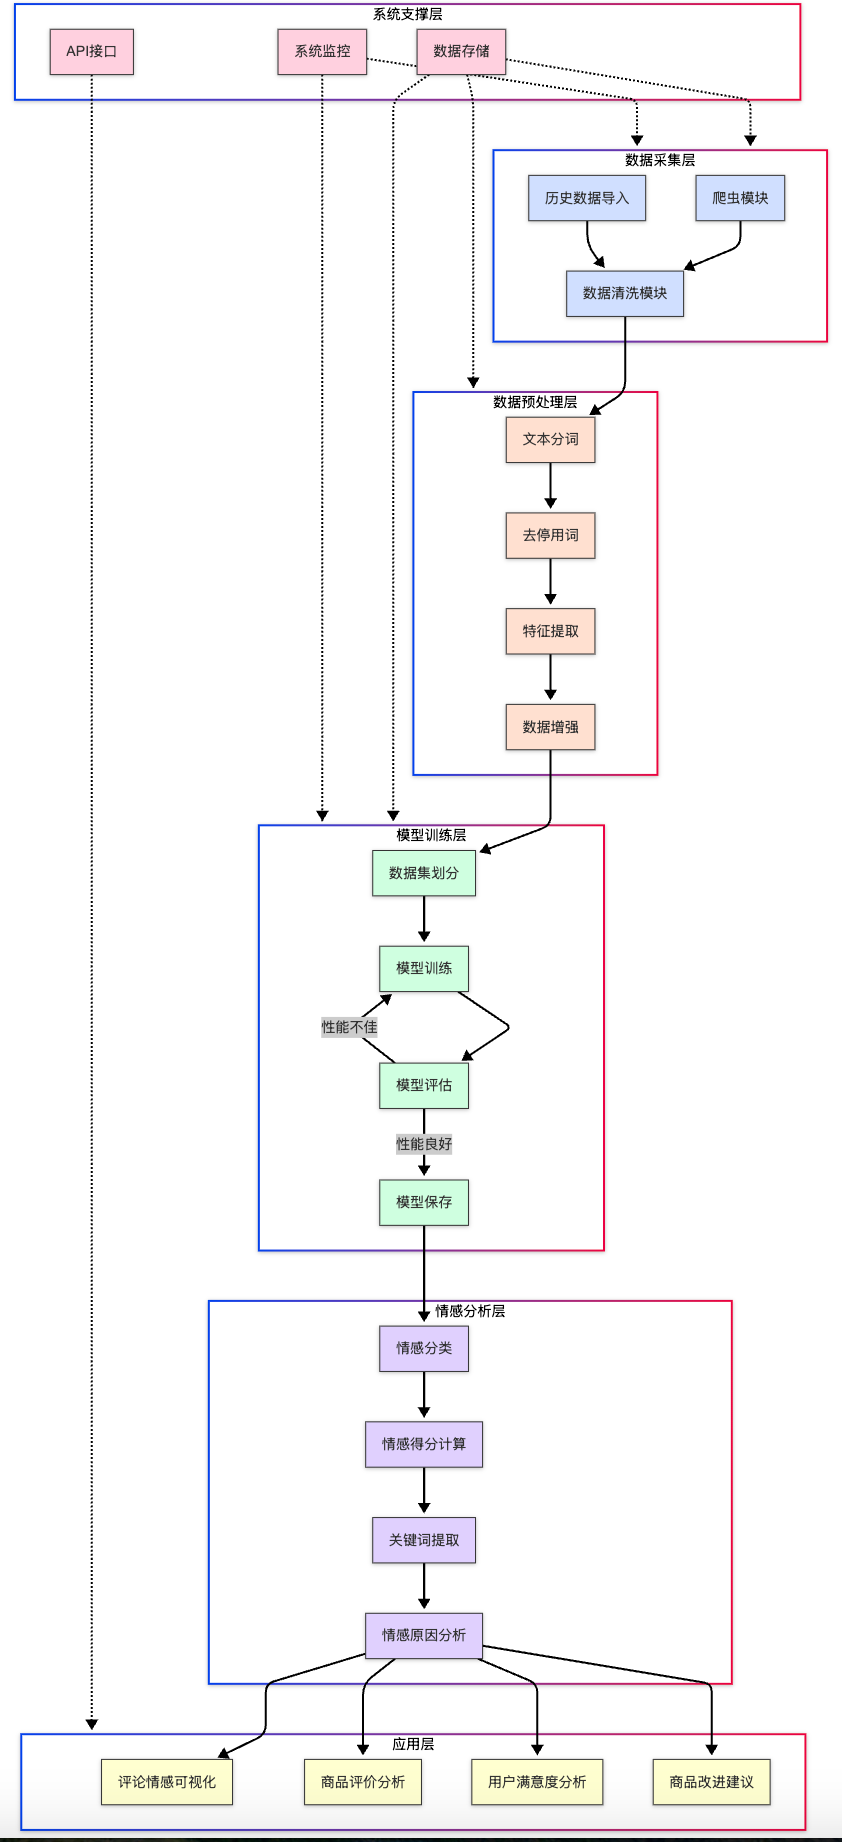 系统支撑层
API接口
系统监控
数据存储
数据采集层
历史数据导入
爬虫模块
数据清洗模块
数据预处理层
文本分词
去停用词
特征提取
数据增强
模型训练层
数据集划分
模型训练
性能不佳
模型评估
性能良好
模型保存
情感分析层
情感分类
情感得分计算
关键词提取
情感原因分析
应用层
评论情感可视化
商品评价分析
用户满意度分析
商品改进建议